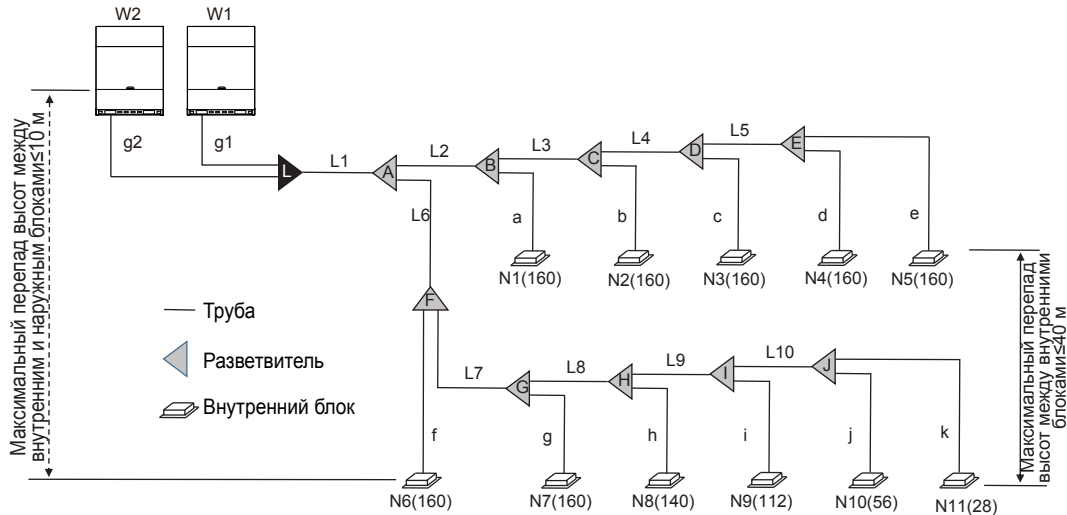 W2 W1
Максимальный перепад высот между
внутренним и наружным блоками≤10 м
g2 g1
L
L1
A
L2
B
L3
C
L4
D
L5
E
L6
a
b
c
d
e
N1(160)
N2(160)
N3(160)
N4(160)
N5(160)
Максимальный перепад
высот между внутренними
блоками≤40 м
F
Труба
Разветвитель
Внутренний блок
L7
G
L8
H
L9
I
L10
J
f
g
h
i
j
k
N6(160)
N7(160)
N8(140)
N9(112)
N10(56)
N11(28)